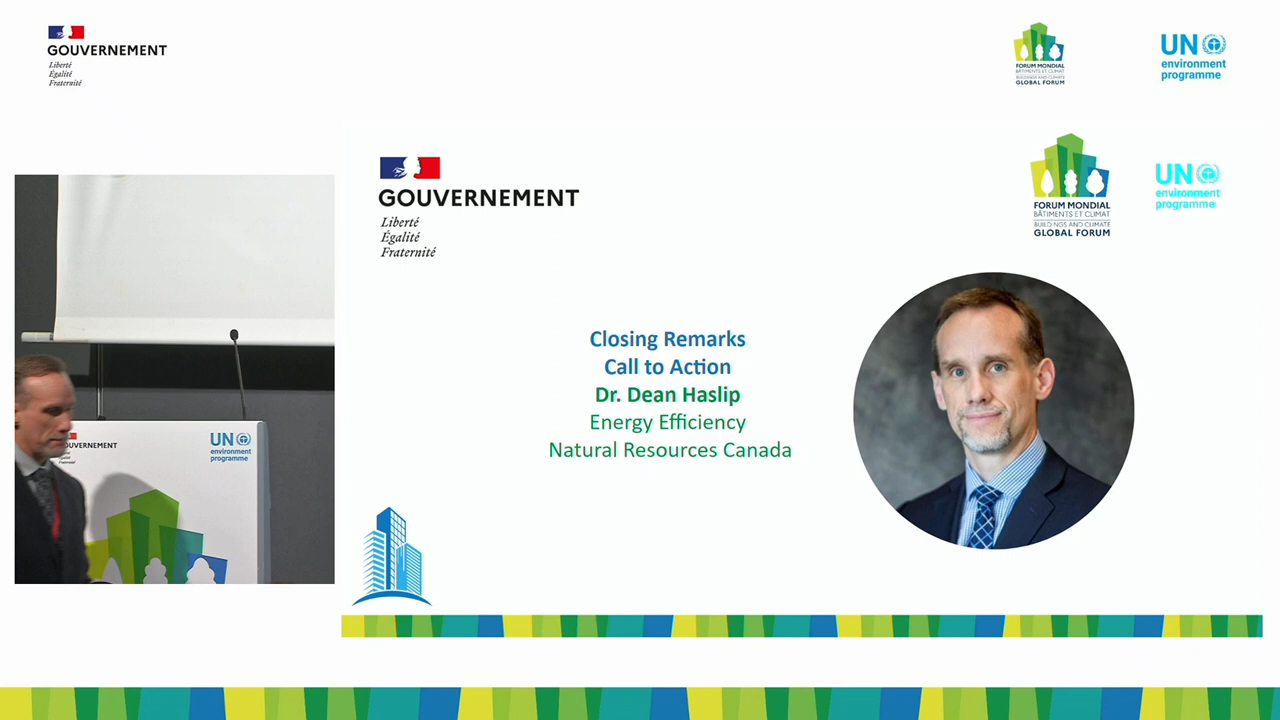 GOUVERNEMENT
Liberté
Égalité
Fraternité
FORUM MONDIAL
BÂTIMENTS ET CLIMAT
BUILDINGS AND CLIMATE
GLOBAL FORUM
UN
environment
programme
GOUVERNEMENT
Liberté
Égalité
Fraternité
FORUM MONDIAL
BÂTIMENTS ET CLIMAT
BUILDINGS AND CLIMATE
GLOBAL FORUM
UN
environment
programme
Closing Remarks
Call to Action
Dr. Dean Haslip
Energy Efficiency
Natural Resources Canada
OUVERNEMENT
UN
environment
programme